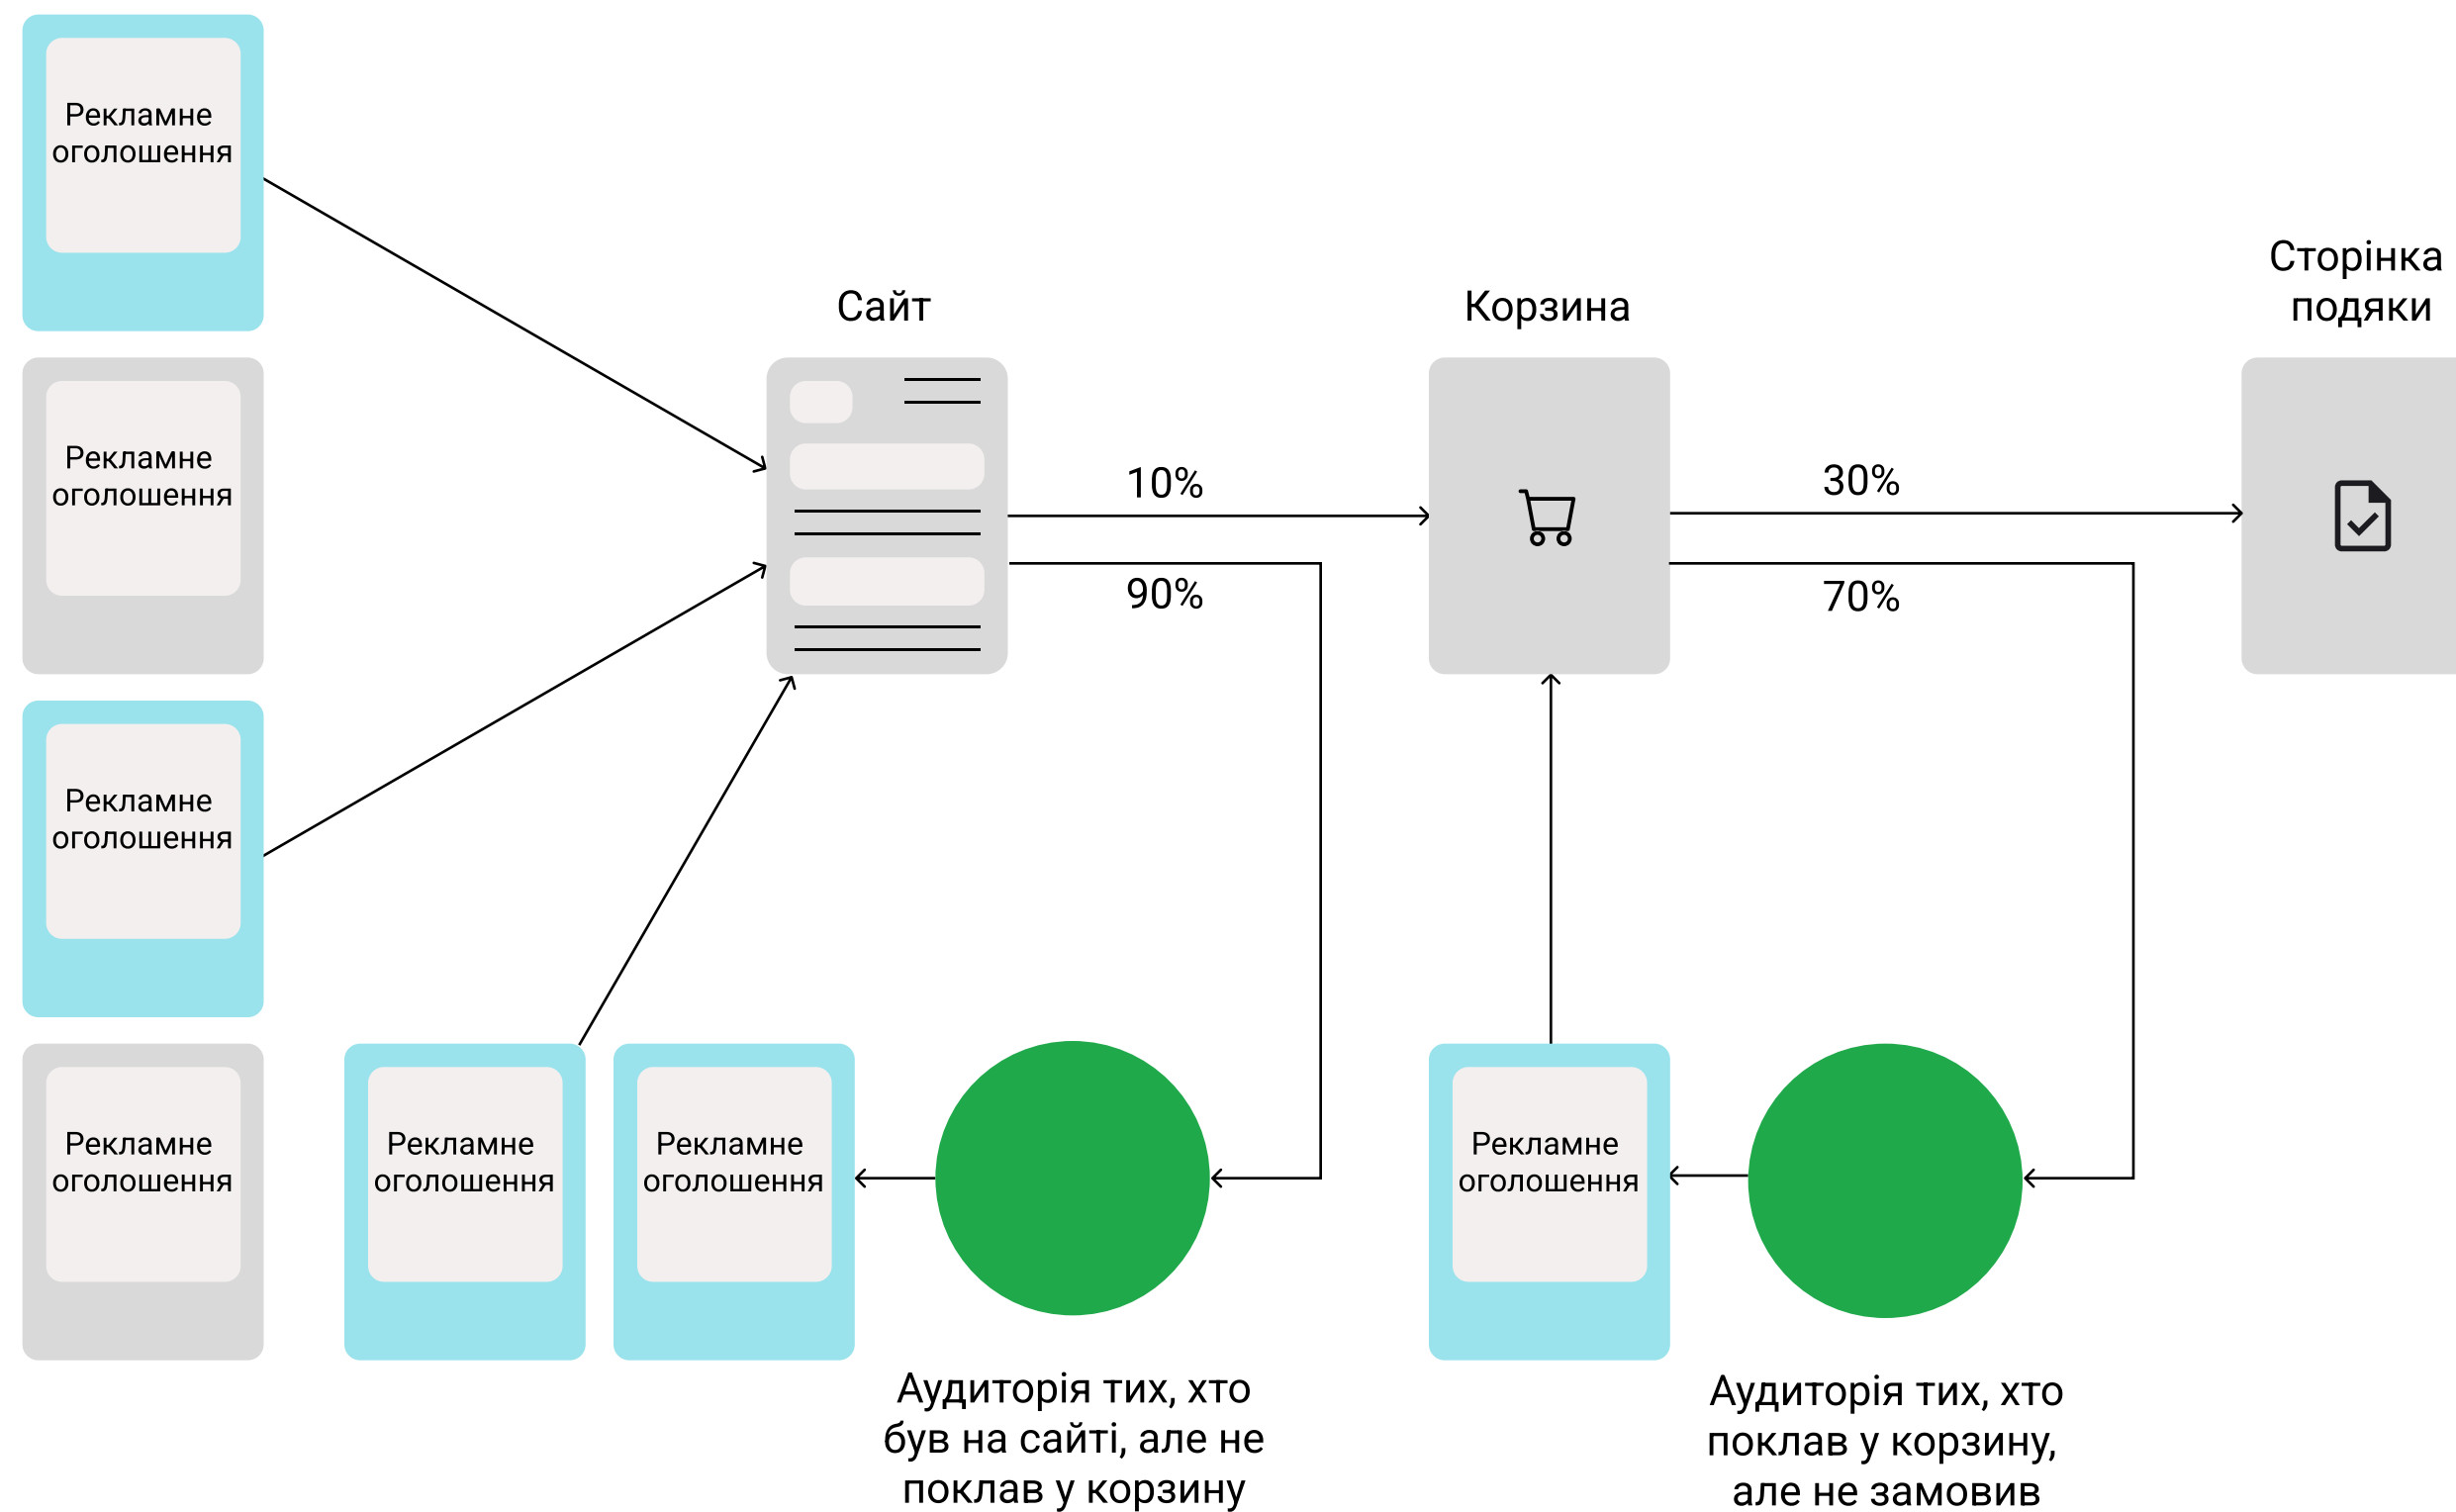 Рекламне
оголошення
Рекламне
оголошення
Рекламне
оголошення
Рекламне
оголошення
Рекламне
оголошення
Рекламне
оголошення
Сайт
10%
90%
Аудиторія тих, хто
був на сайті, але не
поклав у корзину
Корзина
30%
70%
Рекламне
оголошення
Аудиторія тих, хто
поклав у корзину,
але не замовив
Сторінка
подяки